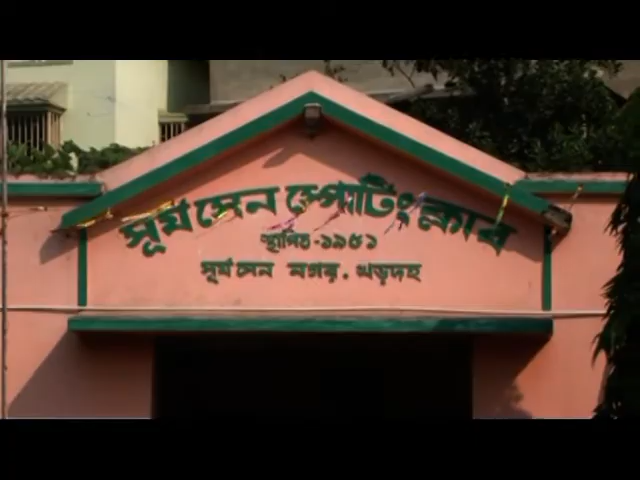 সূর্যসেন স্পোর্টিং ক্লাব
স্থাপিত - ১৯৫১
সূর্যসেন নগর. খড়দহ